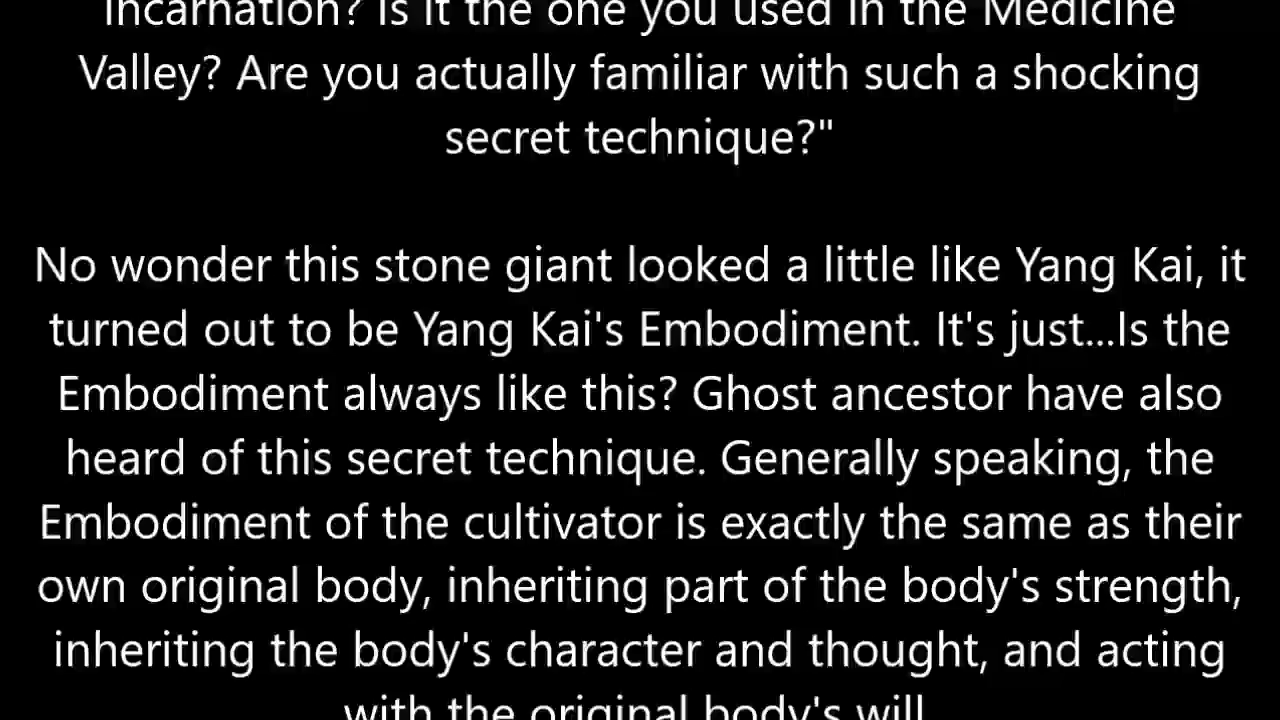 Incarnation? Is it the one you used in the Medicine
Valley? Are you actually familiar with such a shocking
secret technique?"
No wonder this stone giant looked a little like Yang Kai, it
turned out to be Yang Kai's Embodiment. It's just...Is the
Embodiment always like this? Ghost ancestor have also
heard of this secret technique. Generally speaking, the
Embodiment of the cultivator is exactly the same as their
own original body, inheriting part of the body's strength,
inheriting the body's character and thought, and acting
with the original body's will